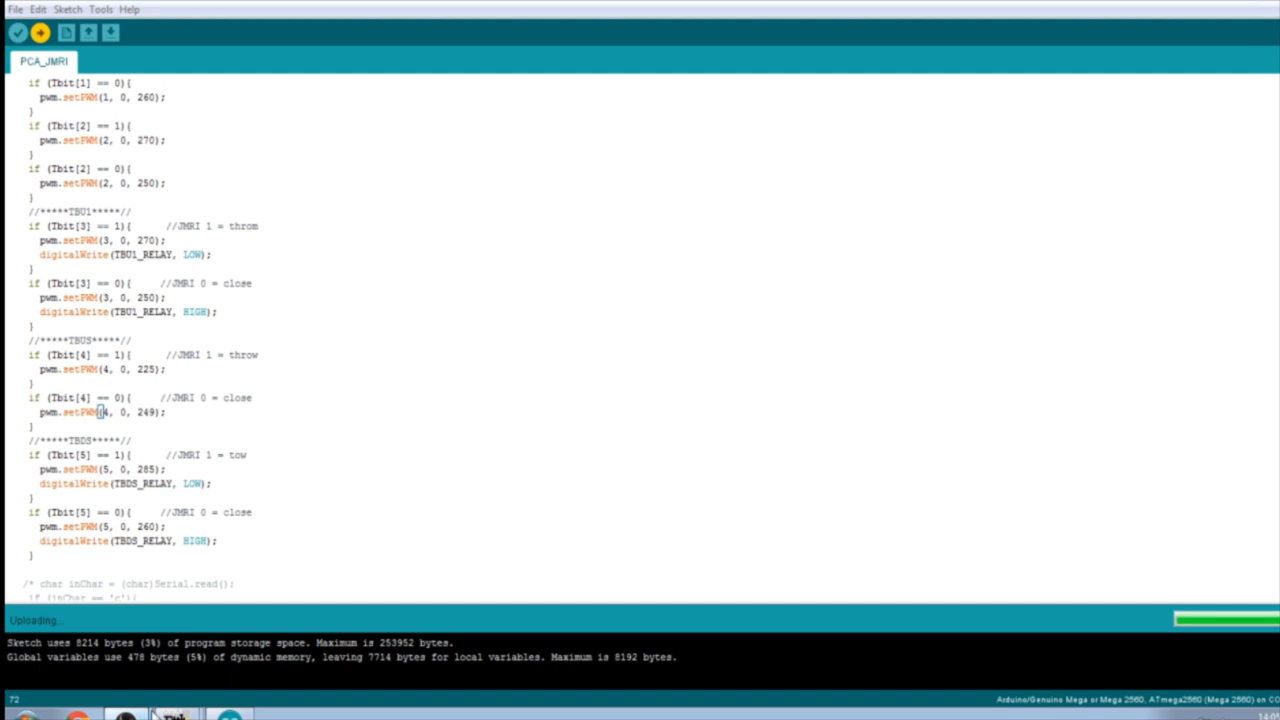 File Edit Sketch Tools Help
PCA_JMRI
if (Tbit[1] == 0){
pwm.setPWM(1, 0, 260);
}
if (Tbit[2] == 1){
pwm.setPWM(2, 0, 270);
}
if (Tbit[2] == 0){
pwm.setPWM(2, 0, 250);
}
//*****TBU1*****//
if (Tbit[3] == 1){ //JMRI 1 = throm
pwm.setPWM(3, 0, 270);
digitalWrite(TBU1_RELAY, LOW);
}
if (Tbit[3] == 0){ //JMRI 0 = close
pwm.setPWM(3, 0, 250);
digitalWrite(TBU1_RELAY, HIGH);
}
//*****TBUS*****//
if (Tbit[4] == 1){ //JMRI 1 = throw
pwm.setPWM(4, 0, 225);
}
if (Tbit[4] == 0){ //JMRI 0 = close
pwm.setPWM(4, 0, 249);
}
//*****TBDS*****//
if (Tbit[5] == 1){ //JMRI 1 = tow
pwm.setPWM(5, 0, 285);
digitalWrite(TBDS_RELAY, LOW);
}
if (Tbit[5] == 0){ //JMRI 0 = close
pwm.setPWM(5, 0, 260);
digitalWrite(TBDS_RELAY, HIGH);
}
/* char inChar = (char)Serial.read();
if (inChar == 'c'){
Uploading...
Sketch uses 8214 bytes (3%) of program storage space. Maximum is 253952 bytes.
Global variables use 478 bytes (5%) of dynamic memory, leaving 7714 bytes for local variables. Maximum is 8192 bytes.
72
Arduino/Genuino Mega or Mega 2560, ATmega2560 (Mega 2560) on CO